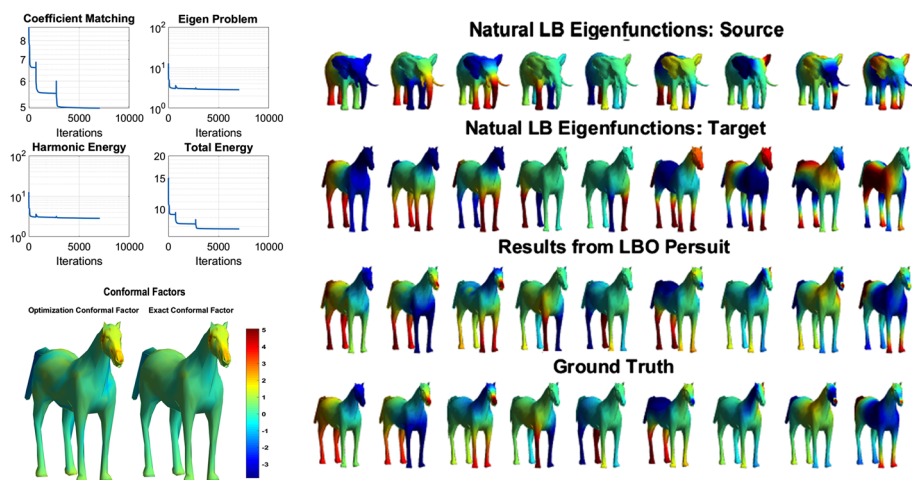 Coefficient Matching
8
7
6
5
0 5000 10000
Iterations
Eigen Problem
10²
10¹
10⁰
0 5000 10000
Iterations
Harmonic Energy
10²
10¹
10⁰
0 5000 10000
Iterations
Total Energy
20
15
10
0 5000 10000
Iterations
Conformal Factors
Optimization Conformal Factor Exact Conformal Factor
5
4
3
2
1
0
-1
-2
-3
Natural LB Eigenfunctions: Source
Natual LB Eigenfunctions: Target
Results from LBO Persuit
Ground Truth